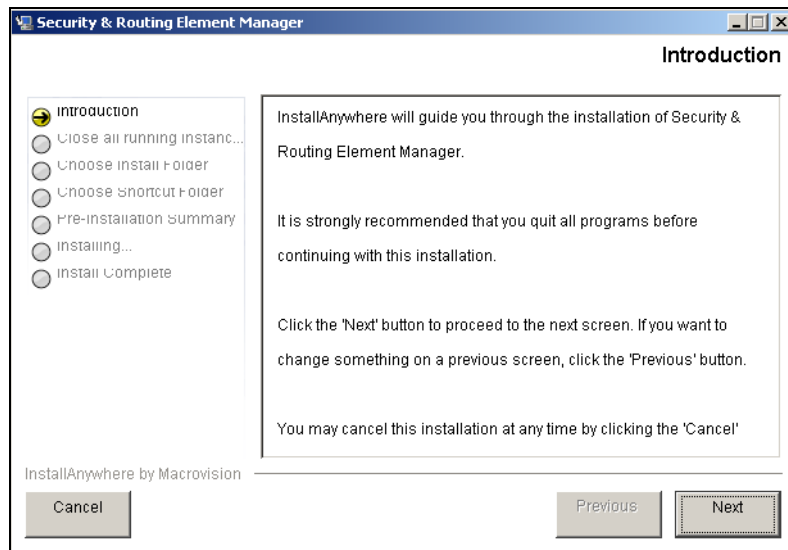 Security & Routing Element Manager
Introduction
Introduction
Close all running instanc...
Choose Install Folder
Choose Shortcut Folder
Pre-Installation Summary
Installing...
Install Complete
InstallAnywhere will guide you through the installation of Security &
Routing Element Manager.
It is strongly recommended that you quit all programs before
continuing with this installation.
Click the 'Next' button to proceed to the next screen. If you want to
change something on a previous screen, click the 'Previous' button.
You may cancel this installation at any time by clicking the 'Cancel'
InstallAnywhere by Macrovision
Cancel
Previous
Next